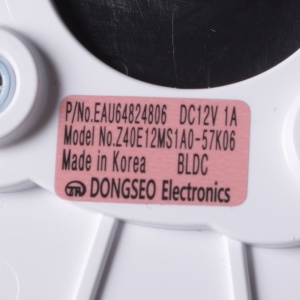 P/No.EAU64824806 DC12V 1A
Model No.Z40E12MS1A0-57K06
Made in Korea BLDC
DONGSEO Electronics